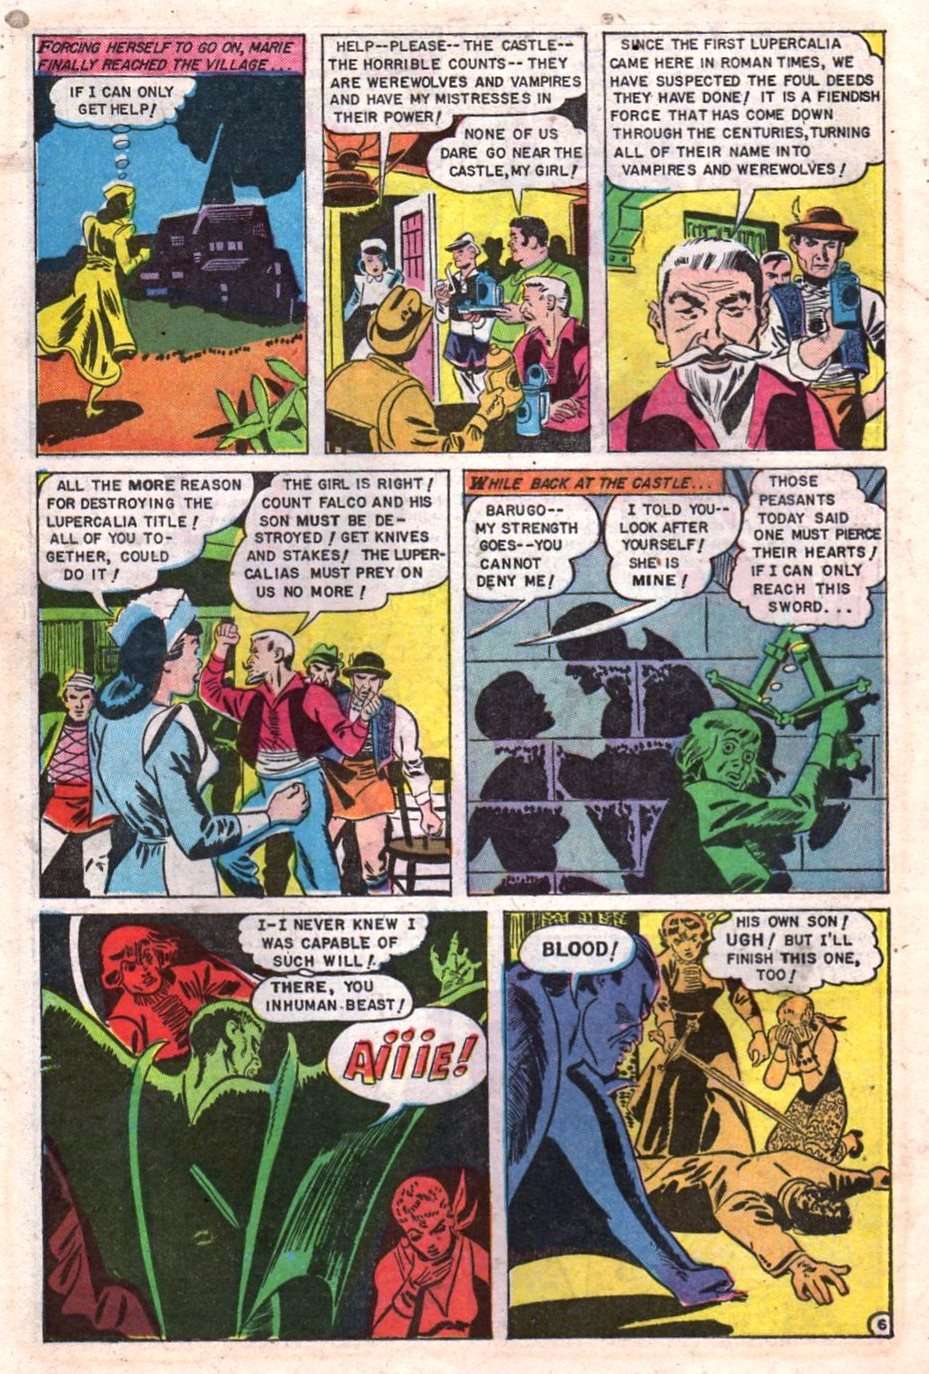 FORCING HERSELF TO GO ON, MARIE
FINALLY REACHED THE VILLAGE...
IF I CAN ONLY
GET HELP!
HELP--PLEASE--THE CASTLE--
THE HORRIBLE COUNTS--THEY
ARE WEREWOLVES AND VAMPIRES
AND HAVE MY MISTRESSES IN
THEIR POWER!
NONE OF US
DARE GO NEAR THE
CASTLE, MY GIRL!
SINCE THE FIRST LUPERCALIA
CAME HERE IN ROMAN TIMES, WE
HAVE SUSPECTED THE FOUL DEEDS
THEY HAVE DONE! IT IS A FIENDISH
FORCE THAT HAS COME DOWN
THROUGH THE CENTURIES, TURNING
ALL OF THEIR NAME INTO
VAMPIRES AND WEREWOLVES!
ALL THE MORE REASON
FOR DESTROYING THE
LUPERCALIA TITLE!
ALL OF YOU TO-
GETHER, COULD
DO IT!
THE GIRL IS RIGHT!
COUNT FALCO AND HIS
SON MUST BE DE-
STROYED! GET KNIVES
AND STAKES! THE LUPER-
CALIAS MUST PREY ON
US NO MORE!
WHILE BACK AT THE CASTLE...
BARUGO--
MY STRENGTH
GOES--YOU
CANNOT
DENY ME!
I TOLD YOU--
LOOK AFTER
YOURSELF!
SHE IS
MINE!
THOSE
PEASANTS
TODAY SAID
ONE MUST PIERCE
THEIR HEARTS!
IF I CAN ONLY
REACH THIS
SWORD...
I-I NEVER KNEW I
WAS CAPABLE OF
SUCH WILL!
THERE, YOU
INHUMAN BEAST!
AIIIE!
BLOOD!
HIS OWN SON!
UGH! BUT I'LL
FINISH THIS ONE,
TOO!
6